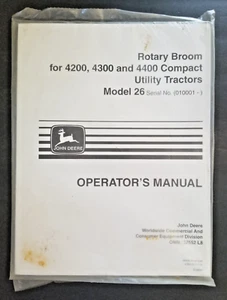 Rotary Broom
for 4200, 4300 and 4400 Compact
Utility Tractors
Model 26 Serial No. (010001 - )
JOHN DEERE
OPERATOR'S MANUAL
John Deere
Worldwide Commercial And
Consumer Equipment Division
L8